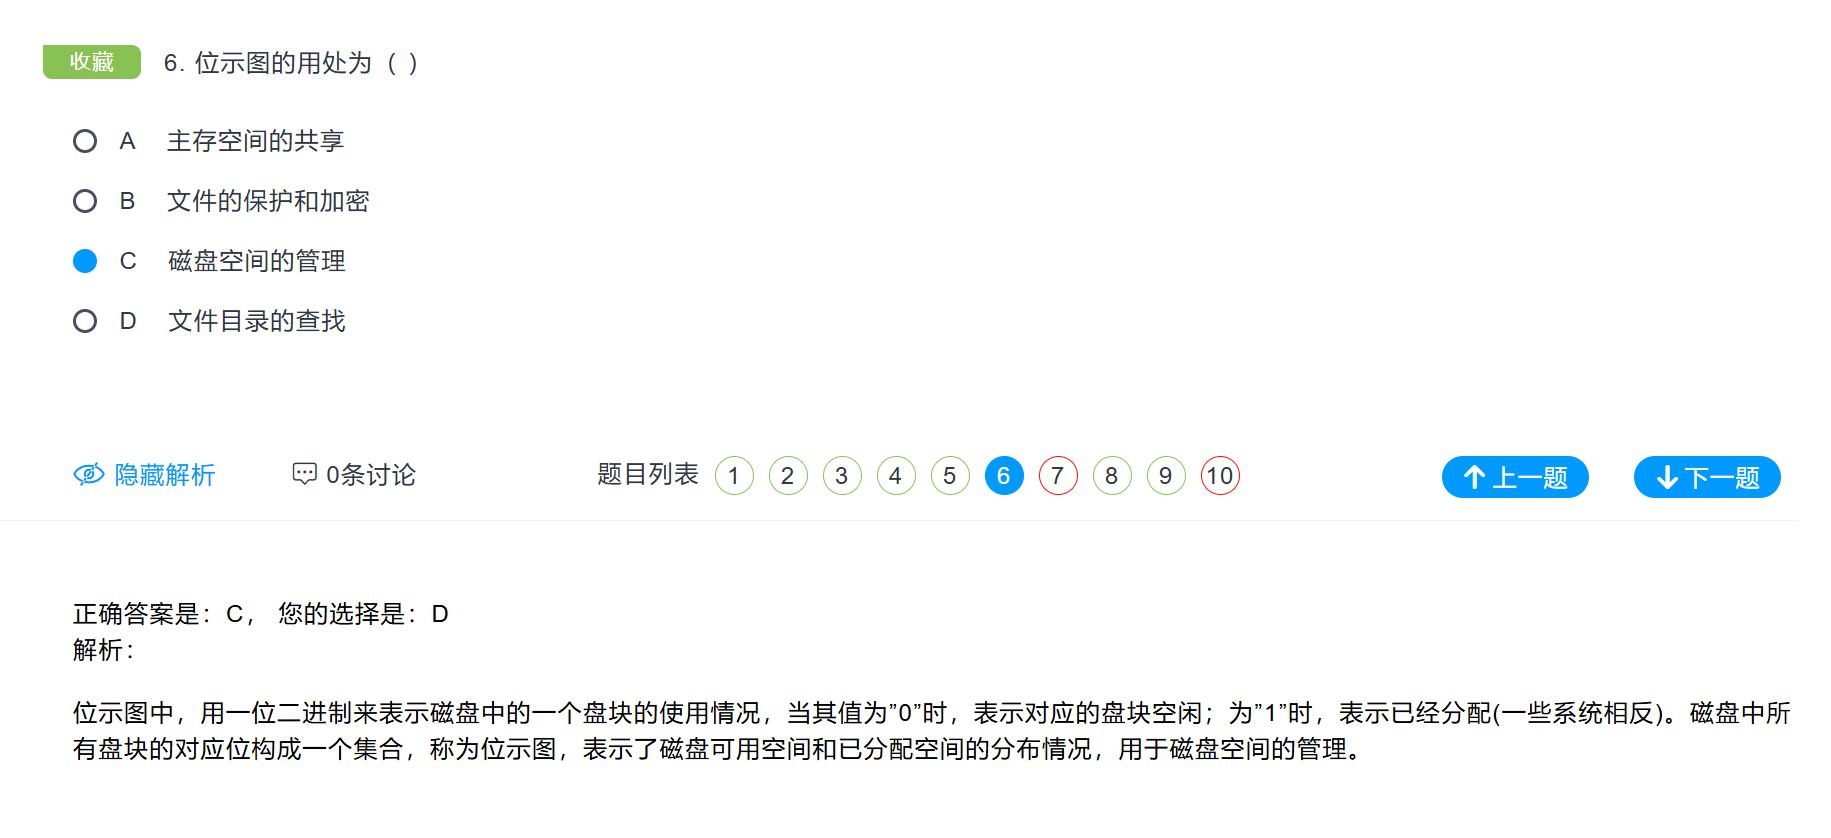 收藏 6. 位示图的用处为（ ）
A 主存空间的共享
B 文件的保护和加密
C 磁盘空间的管理
D 文件目录的查找
隐藏解析 0条讨论 题目列表 1 2 3 4 5 6 7 8 9 10 上一题 下一题
正确答案是：C， 您的选择是：D
解析：
位示图中，用一位二进制来表示磁盘中的一个盘块的使用情况，当其值为”0”时，表示对应的盘块空闲；为”1”时，表示已经分配(一些系统相反)。磁盘中所
有盘块的对应位构成一个集合，称为位示图，表示了磁盘可用空间和已分配空间的分布情况，用于磁盘空间的管理。